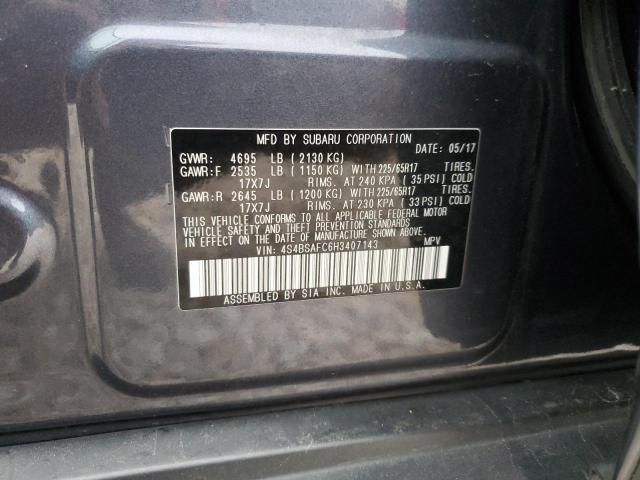 MFD BY SUBARU CORPORATION DATE: 05/17
GVWR: 4695 LB ( 2130 KG)
GAWR: F 2535 LB ( 1150 KG) WITH 225/65R17 TIRES.
17X7J RIMS. AT 240 KPA ( 35 PSI) COLD
GAWR: R 2645 LB ( 1200 KG) WITH 225/65R17 TIRES.
17X7J RIMS. AT 230 KPA ( 33 PSI) COLD
THIS VEHICLE CONFORMS TO ALL APPLICABLE FEDERAL MOTOR
VEHICLE SAFETY AND THEFT PREVENTION STANDARDS
IN EFFECT ON THE DATE OF MANUFACTURE SHOWN ABOVE.
VIN: 4S4BSAFC6H3407143 MPV
ASSEMBLED BY SIA INC. MADE IN U.S.A.